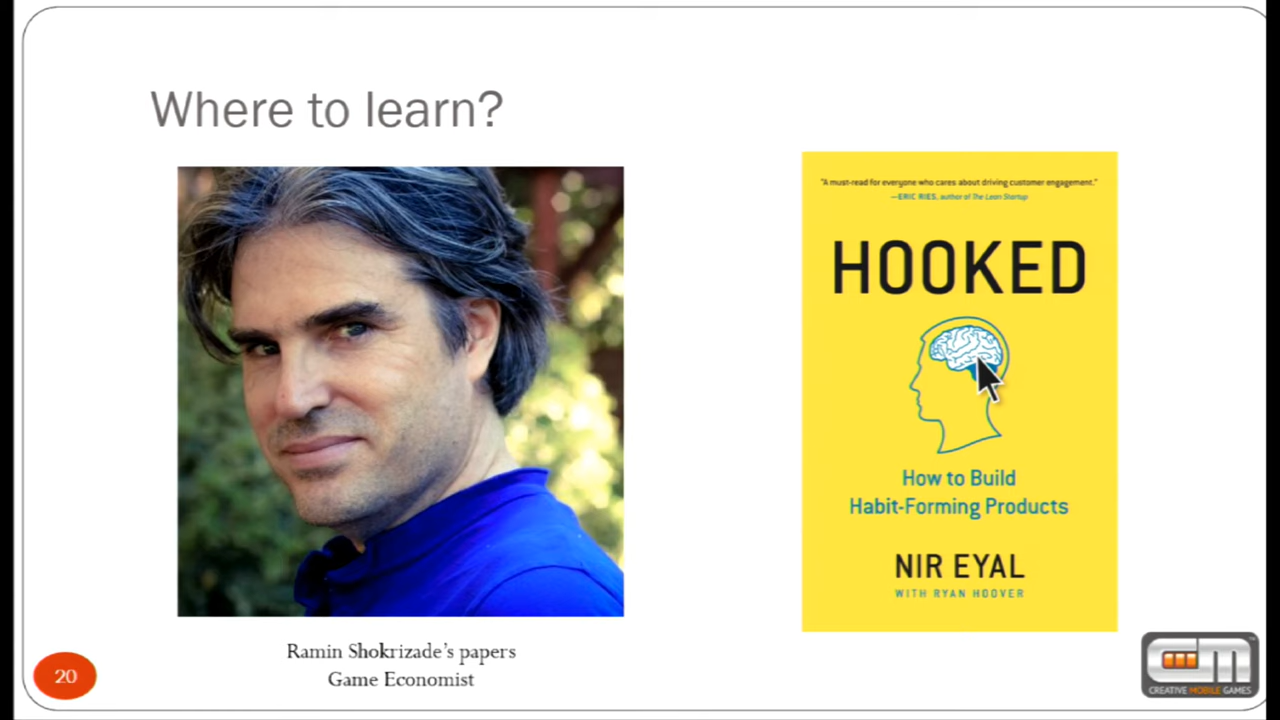 Where to learn?
"A must-read for everyone who cares about driving customer engagement."
—ERIC RIES, author of The Lean Startup
HOOKED
How to Build
Habit-Forming Products
NIR EYAL
WITH RYAN HOOVER
Ramin Shokrizade's papers
Game Economist
20
CREATIVE MOBILE GAMES